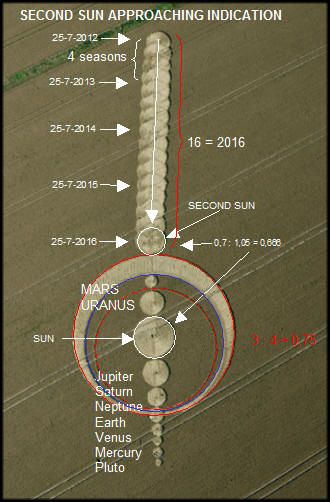 SECOND SUN APPROACHING INDICATION
25-7-2012
4 seasons
25-7-2013
25-7-2014
16 = 2016
25-7-2015
SECOND SUN
25-7-2016
0,7 : 1,05 = 0,666
MARS
URANUS
SUN
3 : 4 = 0.75
Jupiter
Saturn
Neptune
Earth
Venus
Mercury
Pluto